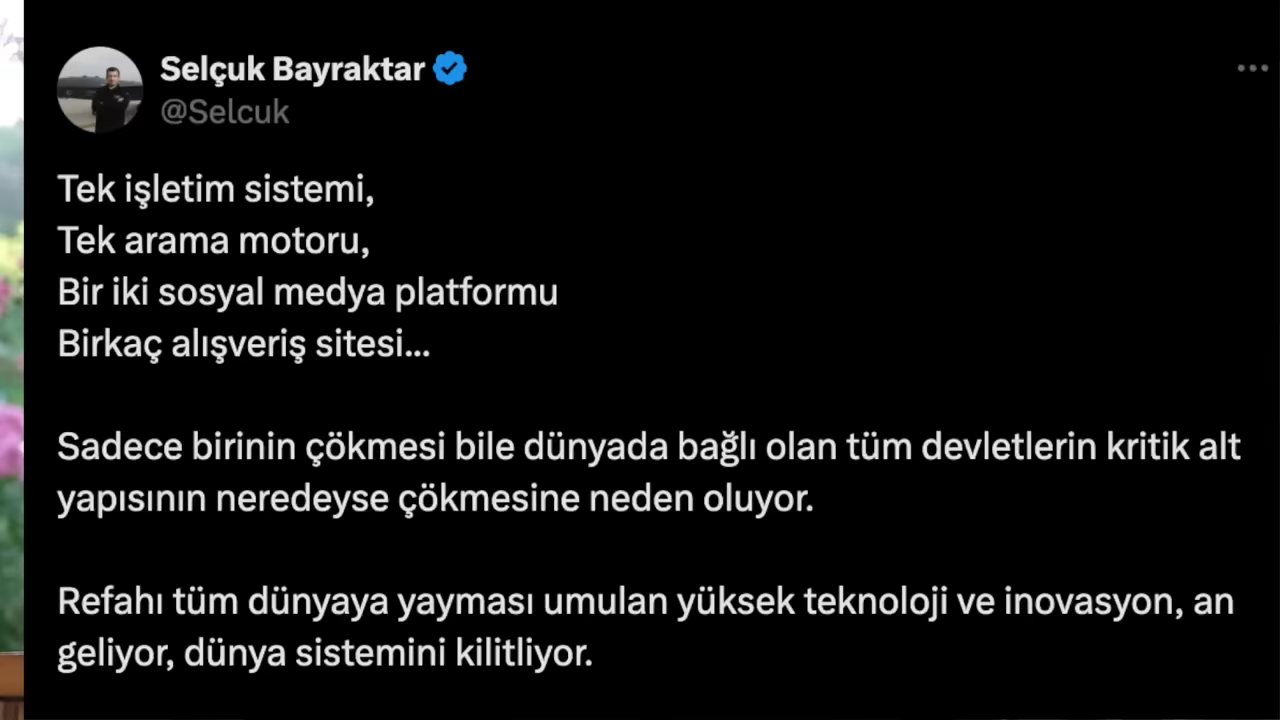 Selçuk Bayraktar
@Selcuk
Tek işletim sistemi,
Tek arama motoru,
Bir iki sosyal medya platformu
Birkaç alışveriş sitesi...
Sadece birinin çökmesi bile dünyada bağlı olan tüm devletlerin kritik alt
yapısının neredeyse çökmesine neden oluyor.
Refahı tüm dünyaya yayması umulan yüksek teknoloji ve inovasyon, an
geliyor, dünya sistemini kilitliyor.